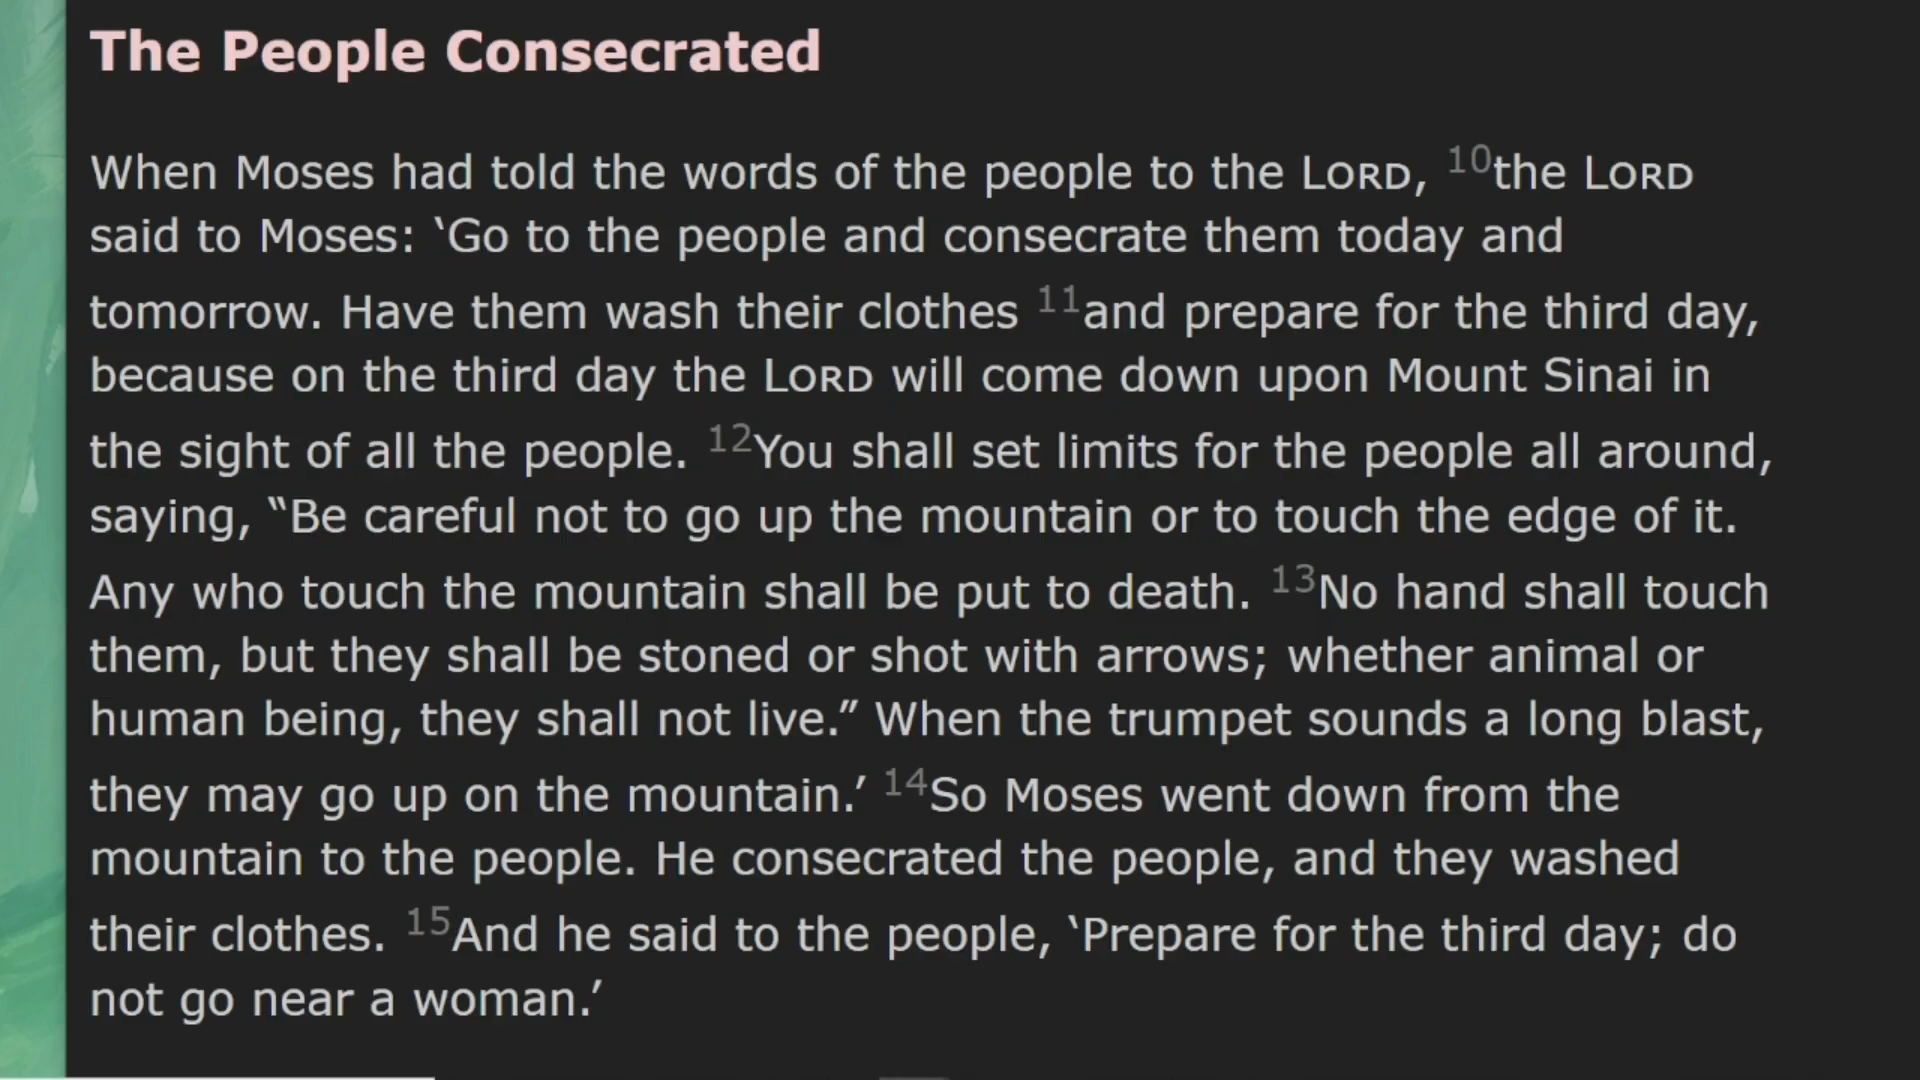 The People Consecrated
When Moses had told the words of the people to the LORD, 10the LORD
said to Moses: ‘Go to the people and consecrate them today and
tomorrow. Have them wash their clothes 11and prepare for the third day,
because on the third day the LORD will come down upon Mount Sinai in
the sight of all the people. 12You shall set limits for the people all around,
saying, “Be careful not to go up the mountain or to touch the edge of it.
Any who touch the mountain shall be put to death. 13No hand shall touch
them, but they shall be stoned or shot with arrows; whether animal or
human being, they shall not live.” When the trumpet sounds a long blast,
they may go up on the mountain.’ 14So Moses went down from the
mountain to the people. He consecrated the people, and they washed
their clothes. 15And he said to the people, ‘Prepare for the third day; do
not go near a woman.’